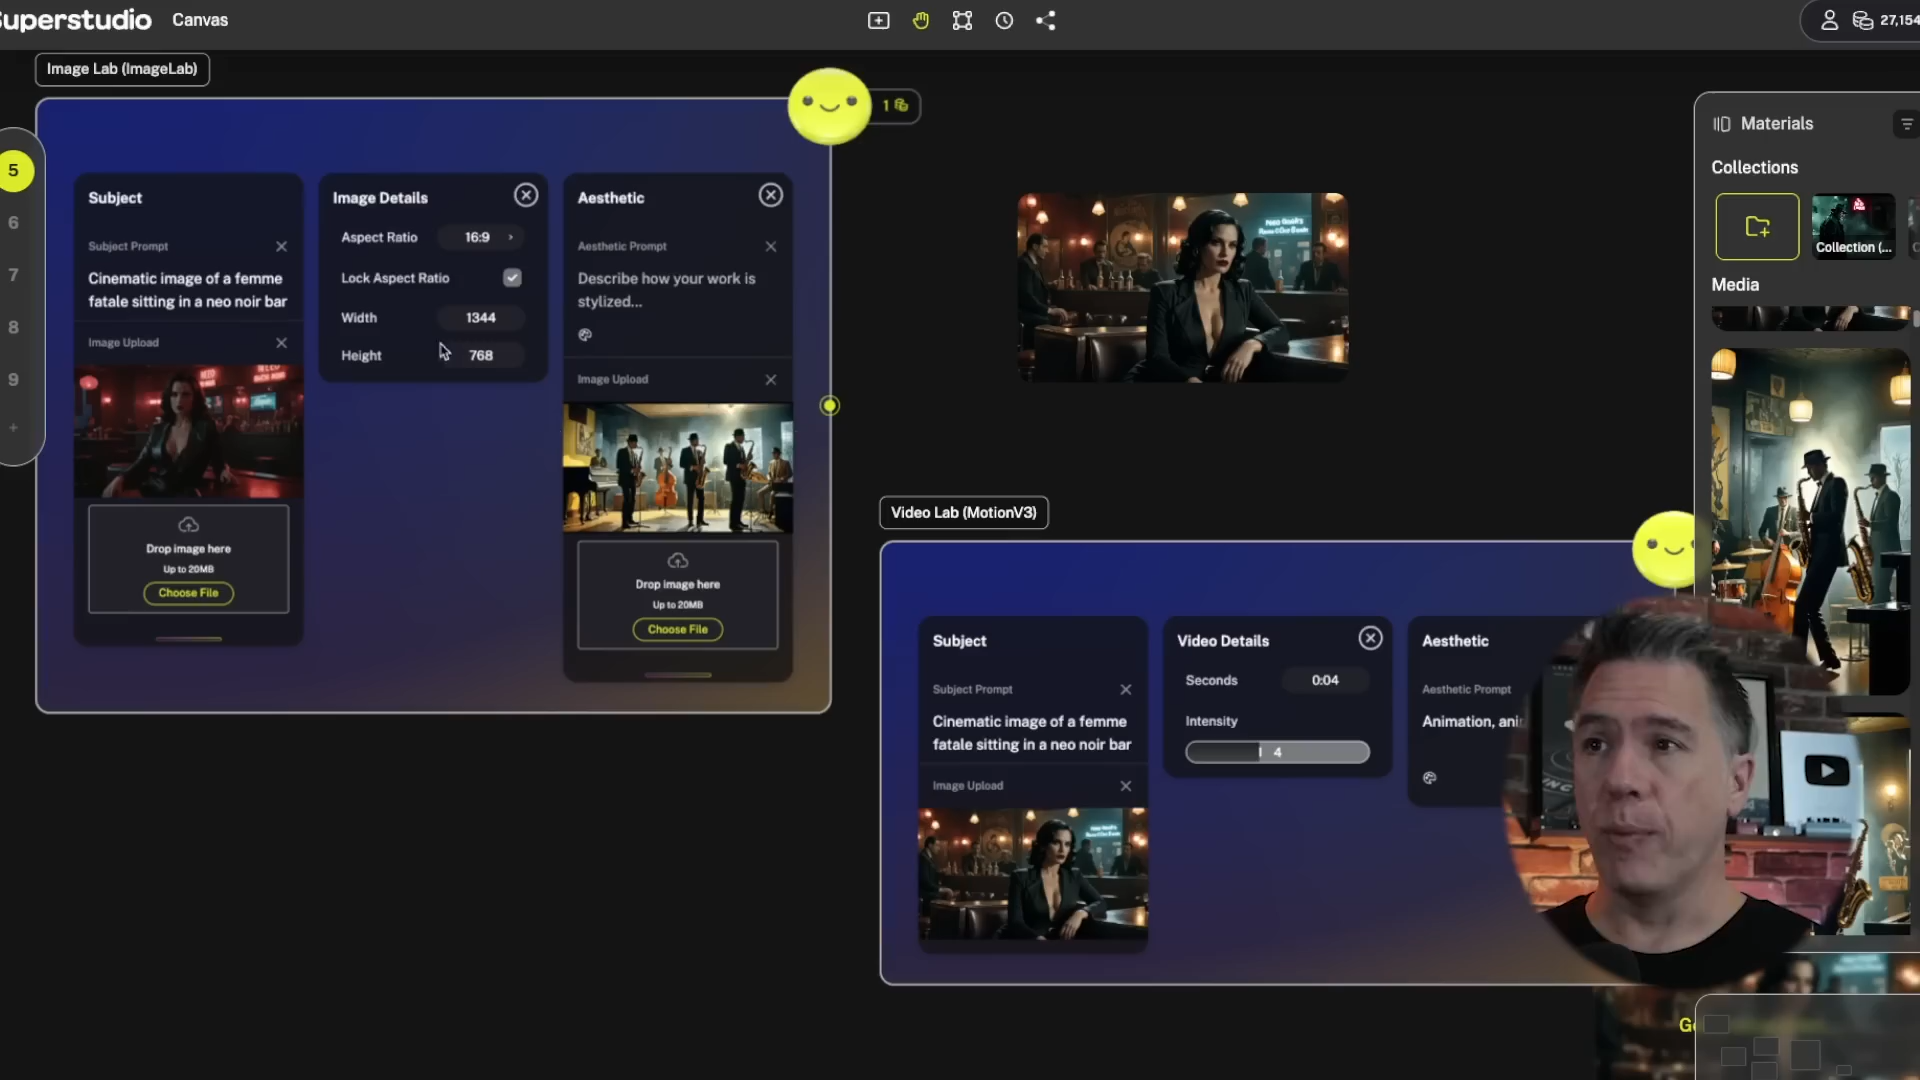 Superstudio
Canvas
27,154
Image Lab (ImageLab)
1
5
6
7
8
9
+
Subject
Subject Prompt
Cinematic image of a femme
fatale sitting in a neo noir bar
Image Upload
Drop image here
Up to 20MB
Choose File
Image Details
Aspect Ratio
16:9
Lock Aspect Ratio
Width
1344
Height
768
Aesthetic
Aesthetic Prompt
Describe how your work is
stylized...
Image Upload
Drop image here
Up to 20MB
Choose File
Video Lab (MotionV3)
Subject
Subject Prompt
Cinematic image of a femme
fatale sitting in a neo noir bar
Image Upload
Video Details
Seconds
0:04
Intensity
4
Aesthetic
Aesthetic Prompt
Animation, ani
Materials
Collections
Collection (...
Media